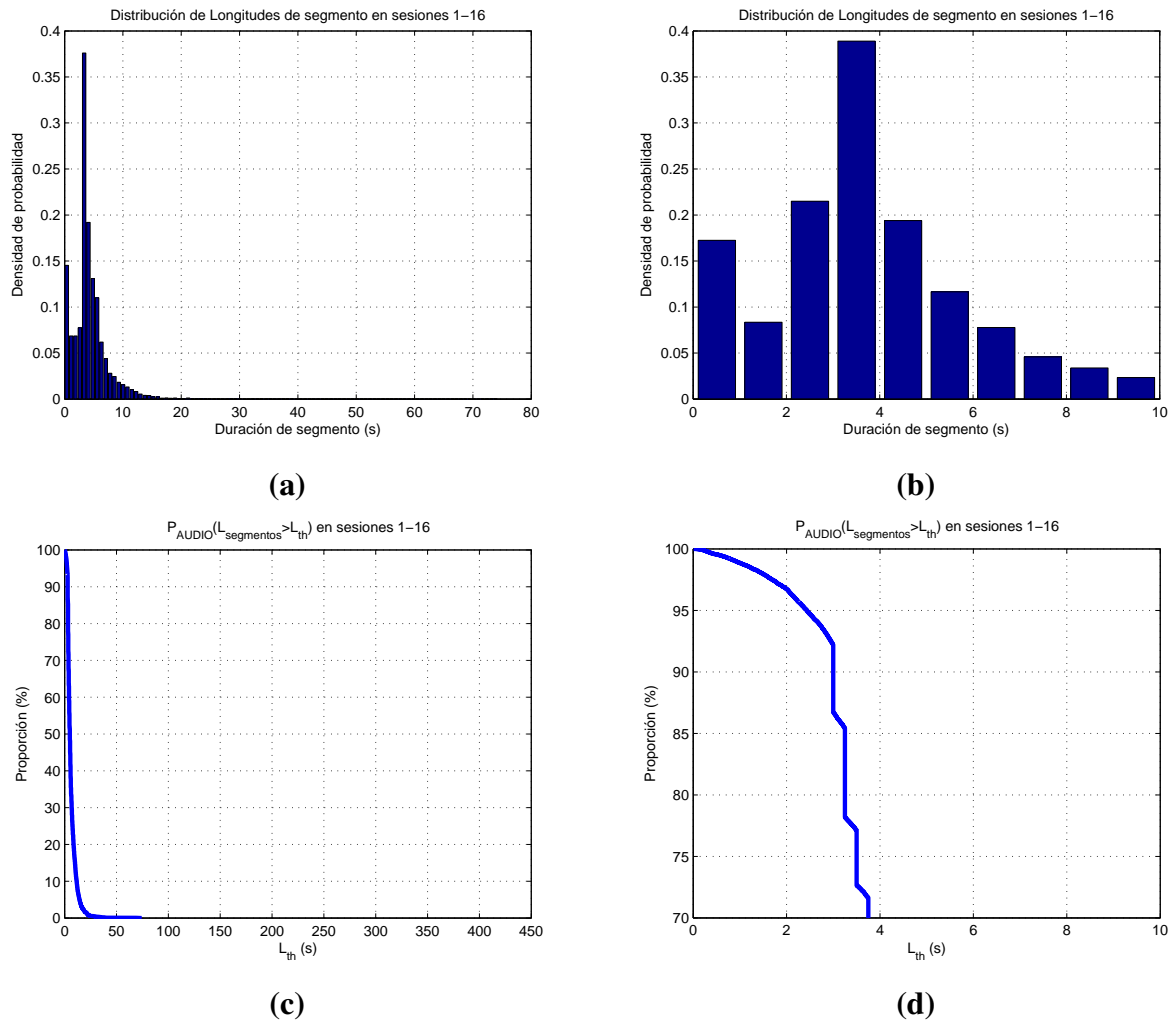 Distribución de Longitudes de segmento en sesiones 1−16
Densidad de probabilidad
0.4
0.35
0.3
0.25
0.2
0.15
0.1
0.05
0
0 10 20 30 40 50 60 70 80
Duración de segmento (s)
(a)
Distribución de Longitudes de segmento en sesiones 1−16
Densidad de probabilidad
0.4
0.35
0.3
0.25
0.2
0.15
0.1
0.05
0
0 2 4 6 8 10
Duración de segmento (s)
(b)
P_AUDIO(L_segmentos>L_th) en sesiones 1−16
Proporción (%)
100
90
80
70
60
50
40
30
20
10
0
0 50 100 150 200 250 300 350 400 450
L_th (s)
(c)
P_AUDIO(L_segmentos>L_th) en sesiones 1−16
Proporción (%)
100
95
90
85
80
75
70
0 2 4 6 8 10
L_th (s)
(d)